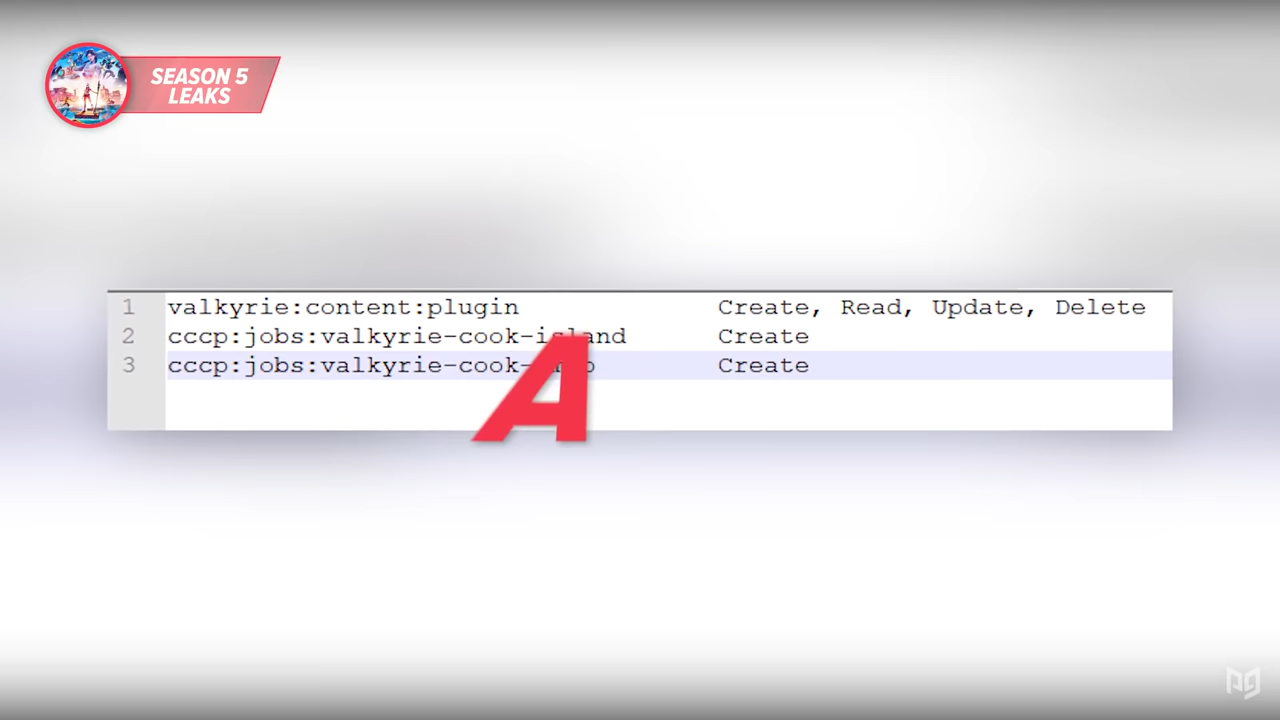 SEASON 5
LEAKS
1 valkyrie:content:plugin Create, Read, Update, Delete
2 cccp:jobs:valkyrie-cook-island Create
3 cccp:jobs:valkyrie-cook- Create
A